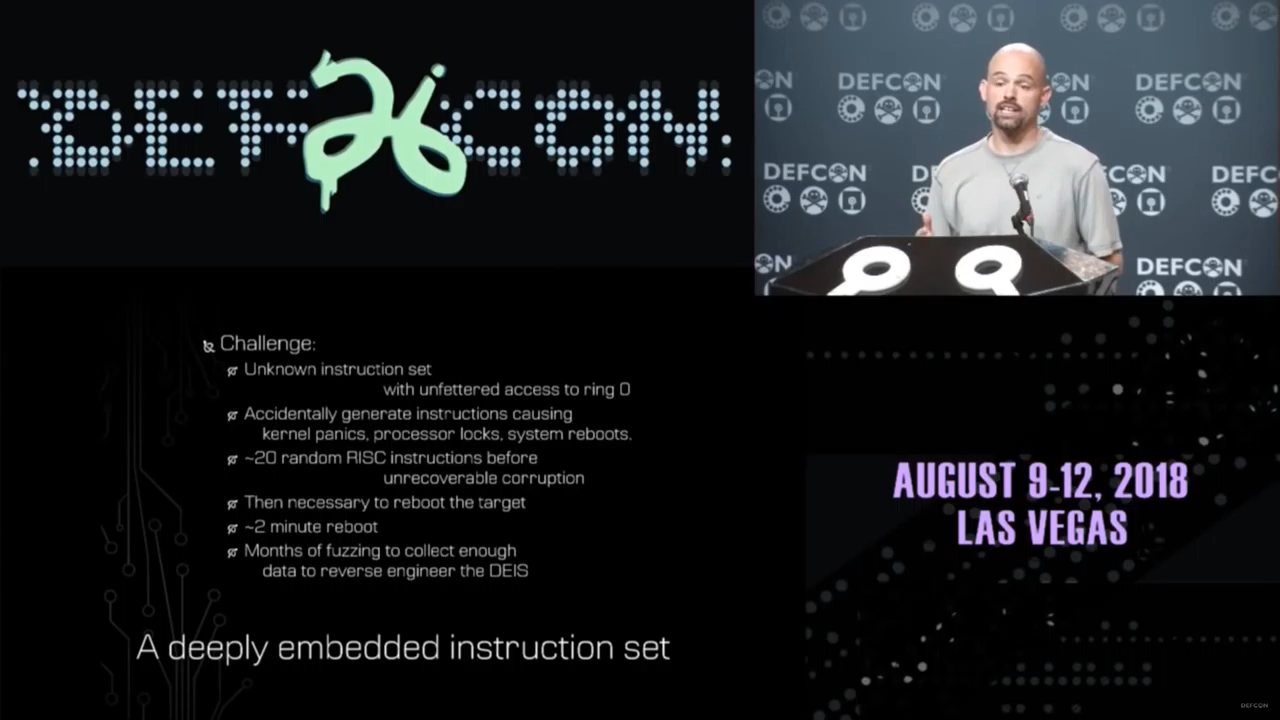 DEF 26 CON
DEFCON
DEFCON
DEFCON
DEFCON
DEFCON
Challenge:
Unknown instruction set
with unfettered access to ring 0
Accidentally generate instructions causing
kernel panics, processor locks, system reboots.
~20 random RISC instructions before
unrecoverable corruption
Then necessary to reboot the target
~2 minute reboot
Months of fuzzing to collect enough
data to reverse engineer the DEIS
A deeply embedded instruction set
AUGUST 9-12, 2018
LAS VEGAS
DEFCON